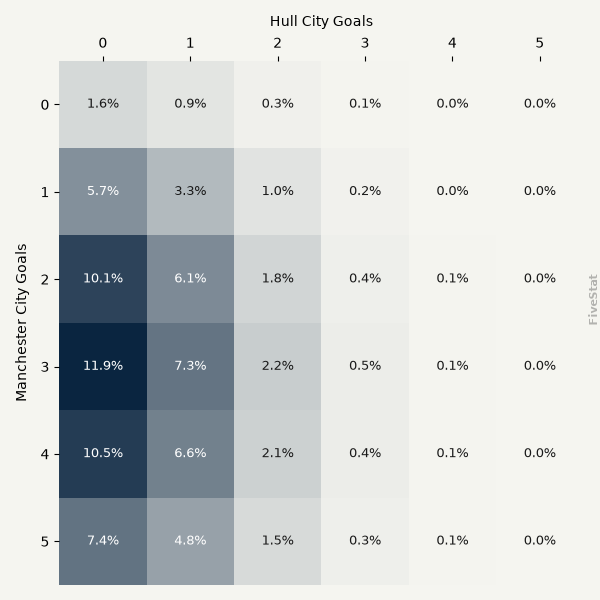 Hull City Goals
0 1 2 3 4 5
Manchester City Goals
0 1.6% 0.9% 0.3% 0.1% 0.0% 0.0%
1 5.7% 3.3% 1.0% 0.2% 0.0% 0.0%
2 10.1% 6.1% 1.8% 0.4% 0.1% 0.0%
3 11.9% 7.3% 2.2% 0.5% 0.1% 0.0%
4 10.5% 6.6% 2.1% 0.4% 0.1% 0.0%
5 7.4% 4.8% 1.5% 0.3% 0.1% 0.0%
FiveStat